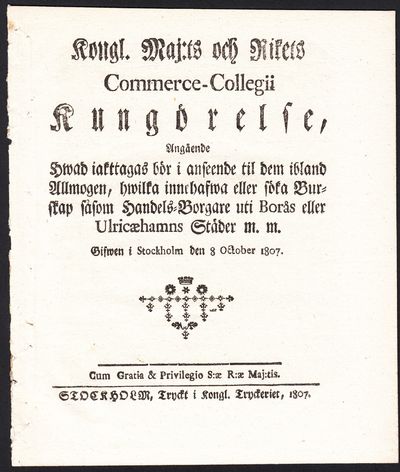 Kongl. Maj:ts och Rikets
Commerce-Collegii
Kungörelse,
Angående
Hwad iakttagas bör i anseende til dem ibland
Allmogen, hwilka innehafwa eller söka Bur-
skap såsom Handels-Borgare uti Borås eller
Ulricæhamns Städer m. m.
Gifwen i Stockholm den 8 October 1807.
Cum Gratia & Privilegio S:æ R:æ Maj:tis.
STOCKHOLM, Tryckt i Kongl. Tryckeriet, 1807.